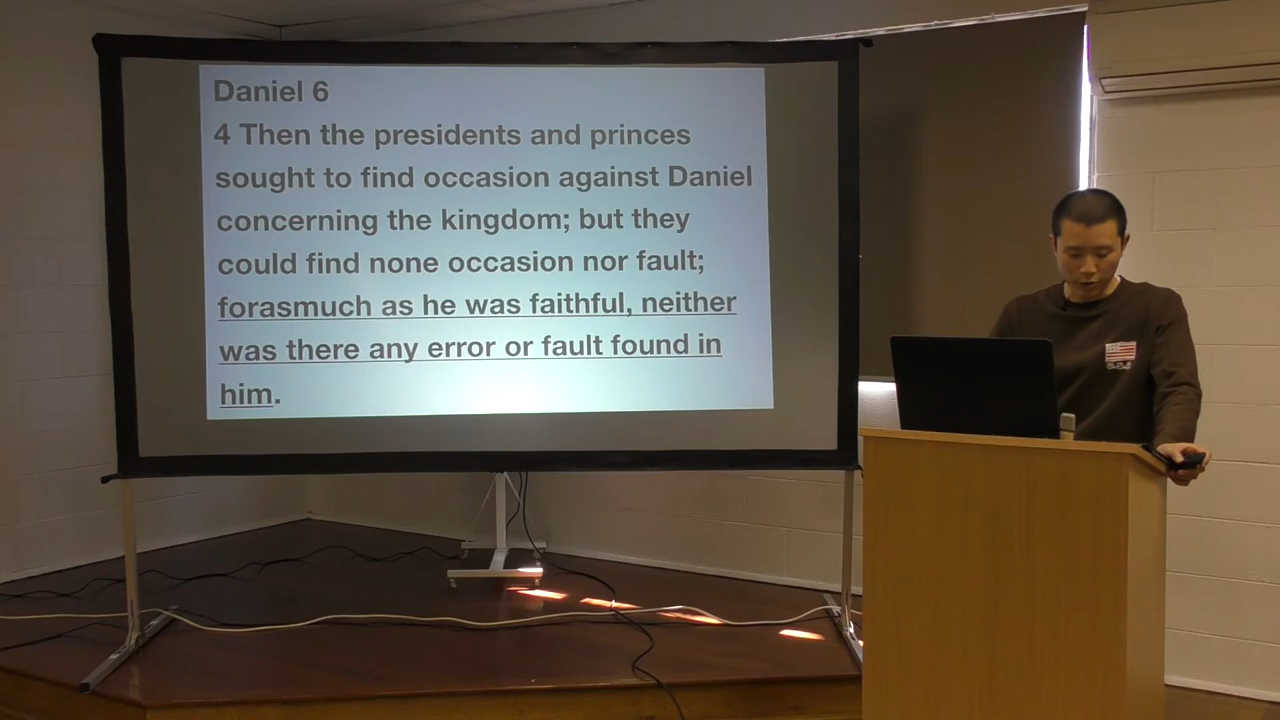 Daniel 6
4 Then the presidents and princes
sought to find occasion against Daniel
concerning the kingdom; but they
could find none occasion nor fault;
forasmuch as he was faithful, neither
was there any error or fault found in
him.